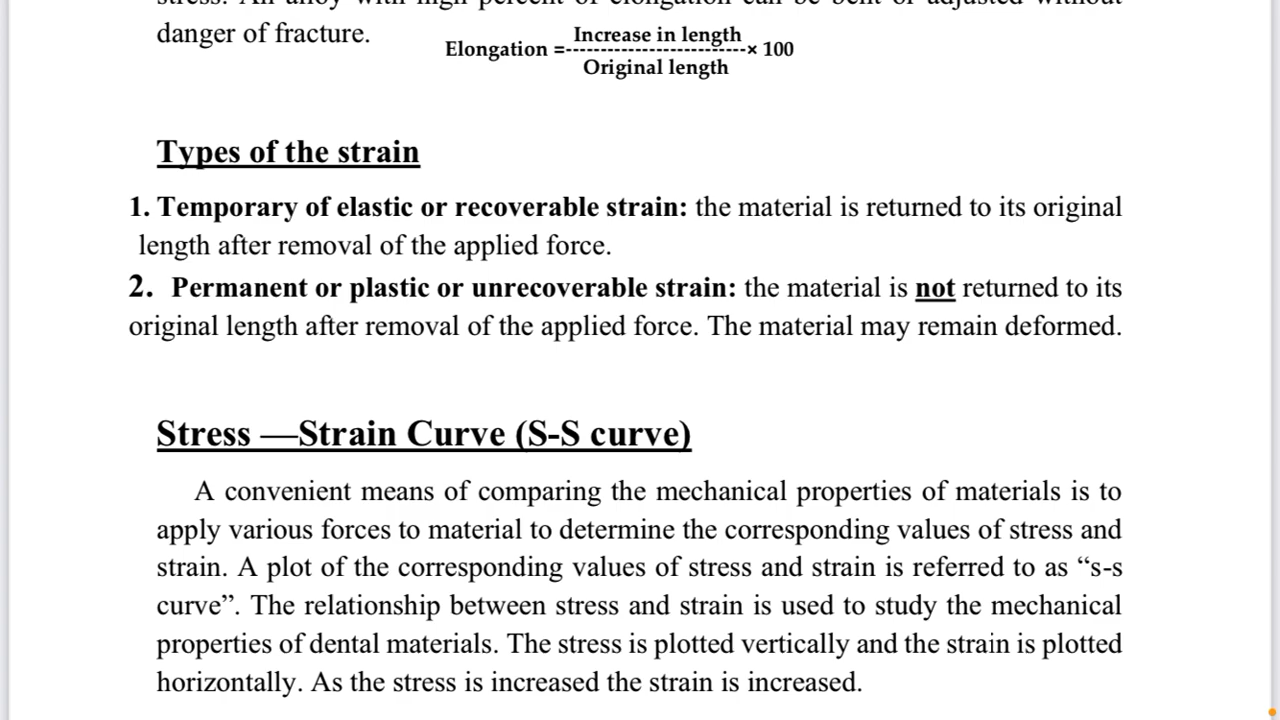 danger of fracture.
Increase in length
Elongation =--------------------------× 100
Original length
Types of the strain
1. Temporary of elastic or recoverable strain: the material is returned to its original
length after removal of the applied force.
2. Permanent or plastic or unrecoverable strain: the material is not returned to its
original length after removal of the applied force. The material may remain deformed.
Stress —Strain Curve (S-S curve)
A convenient means of comparing the mechanical properties of materials is to
apply various forces to material to determine the corresponding values of stress and
strain. A plot of the corresponding values of stress and strain is referred to as “s-s
curve”. The relationship between stress and strain is used to study the mechanical
properties of dental materials. The stress is plotted vertically and the strain is plotted
horizontally. As the stress is increased the strain is increased.